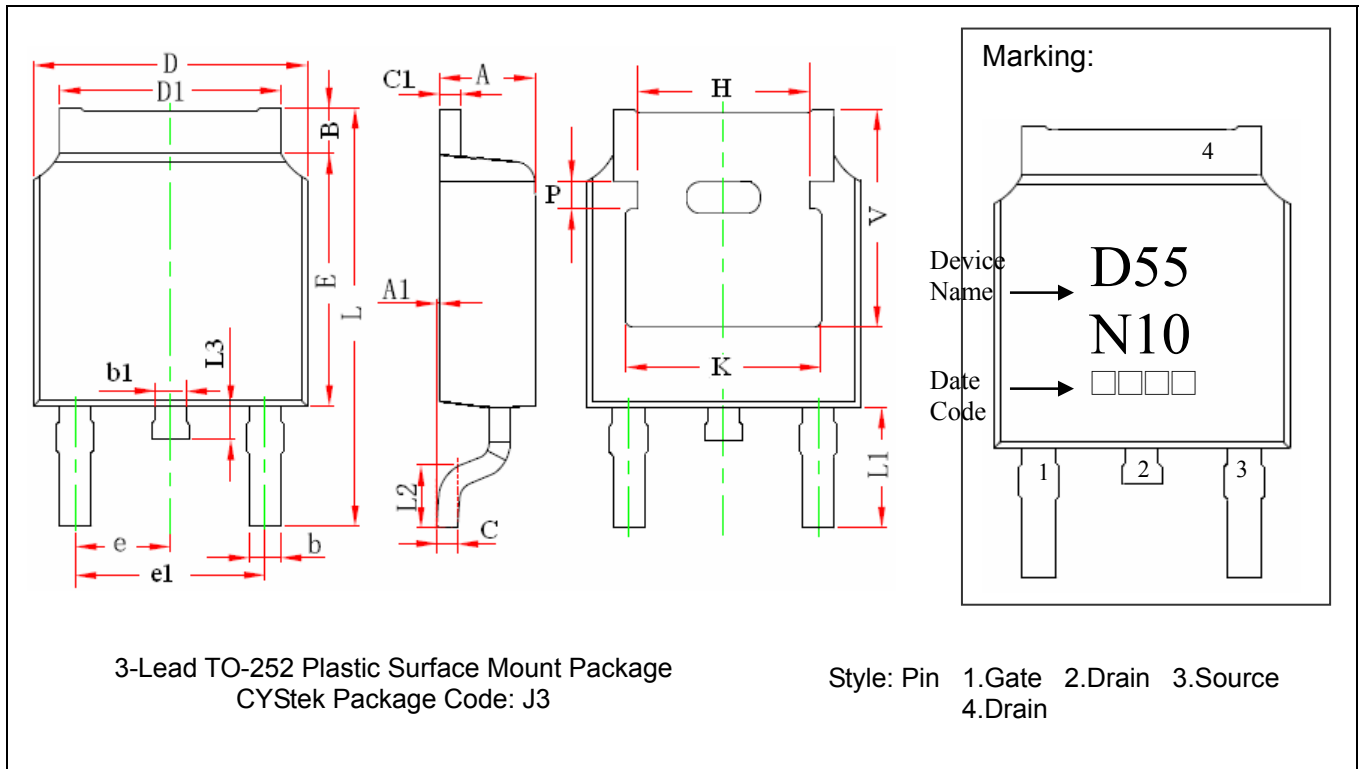 D
D1
B
E
L
L3
b1
e
e1
b
C1
A
A1
L2
C
H
P
V
K
L1
Marking:
4
Device
Name
D55
N10
Date
Code
□□□□
1 2 3
3-Lead TO-252 Plastic Surface Mount Package
CYStek Package Code: J3
Style: Pin 1.Gate 2.Drain 3.Source
4.Drain